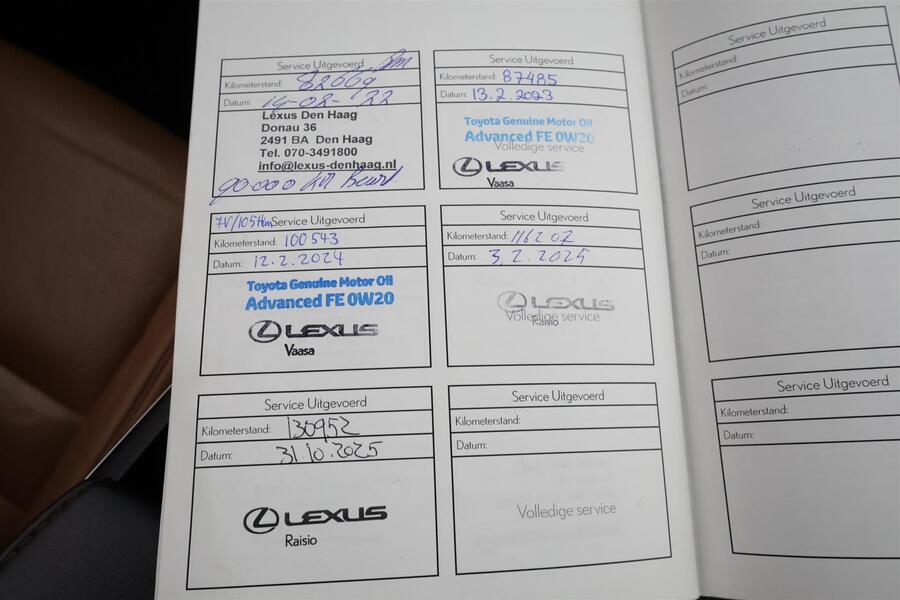 Service Uitgevoerd
Kilometerstand: 82669
Datum: 14-02-'22
Lexus Den Haag
Donau 36
2491 BA Den Haag
Tel. 070-3491800
info@lexus-denhaag.nl
90.000 km Beurt
Service Uitgevoerd
Kilometerstand: 87485
Datum: 13.2.2023
Toyota Genuine Motor Oil
Advanced FE 0W20
Volledige service
LEXUS
Vaasa
7V/105tkm Service Uitgevoerd
Kilometerstand: 100543
Datum: 12.2.2024
Toyota Genuine Motor Oil
Advanced FE 0W20
LEXUS
Vaasa
Service Uitgevoerd
Kilometerstand: 116207
Datum: 3.2.2025
LEXUS
Volledige service
Raisio
Service Uitgevoerd
Kilometerstand: 130952
Datum: 31.10.2025
LEXUS
Raisio
Service Uitgevoerd
Kilometerstand:
Datum:
Volledige service
Service Uitgevoerd
Kilometerstand:
Datum:
Service Uitgevoerd
Kilometerstand:
Datum:
Service Uitgevoerd
Kilometerstand:
Datum: